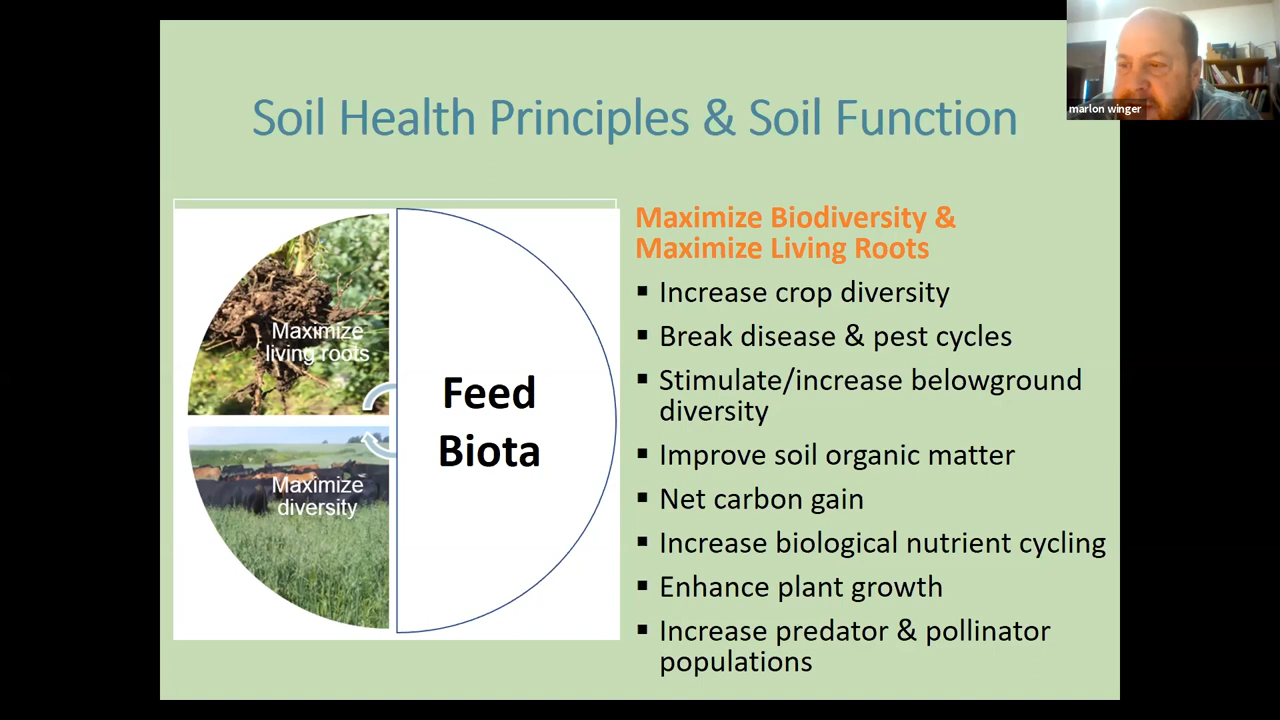 marlon winger
Soil Health Principles & Soil Function
Maximize
living roots
Maximize
diversity
Feed
Biota
Maximize Biodiversity &
Maximize Living Roots
▪ Increase crop diversity
▪ Break disease & pest cycles
▪ Stimulate/increase belowground
diversity
▪ Improve soil organic matter
▪ Net carbon gain
▪ Increase biological nutrient cycling
▪ Enhance plant growth
▪ Increase predator & pollinator
populations